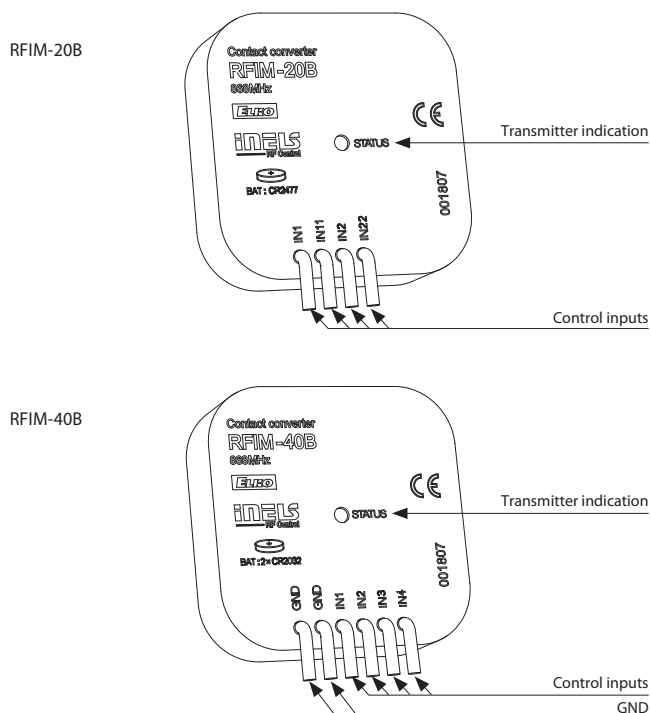 RFIM-20B
Contact converter
RFIM-20B
868MHz
ELKO
iNELS
RF Control
BAT : CR2477
STATUS
001807
Transmitter indication
IN1 IN11 IN2 IN22
Control inputs
RFIM-40B
Contact converter
RFIM-40B
868MHz
ELKO
iNELS
RF Control
BAT :2×CR2032
STATUS
001807
Transmitter indication
GND GND IN1 IN2 IN3 IN4
Control inputs
GND